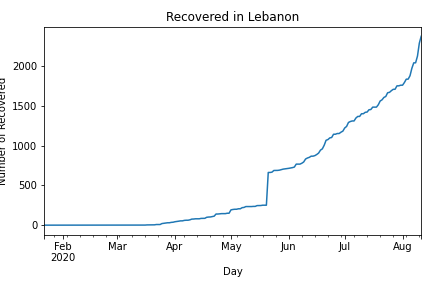 Recovered in Lebanon
Number of Recovered
2000
1500
1000
500
0
Feb
2020
Mar
Apr
May
Jun
Jul
Aug
Day